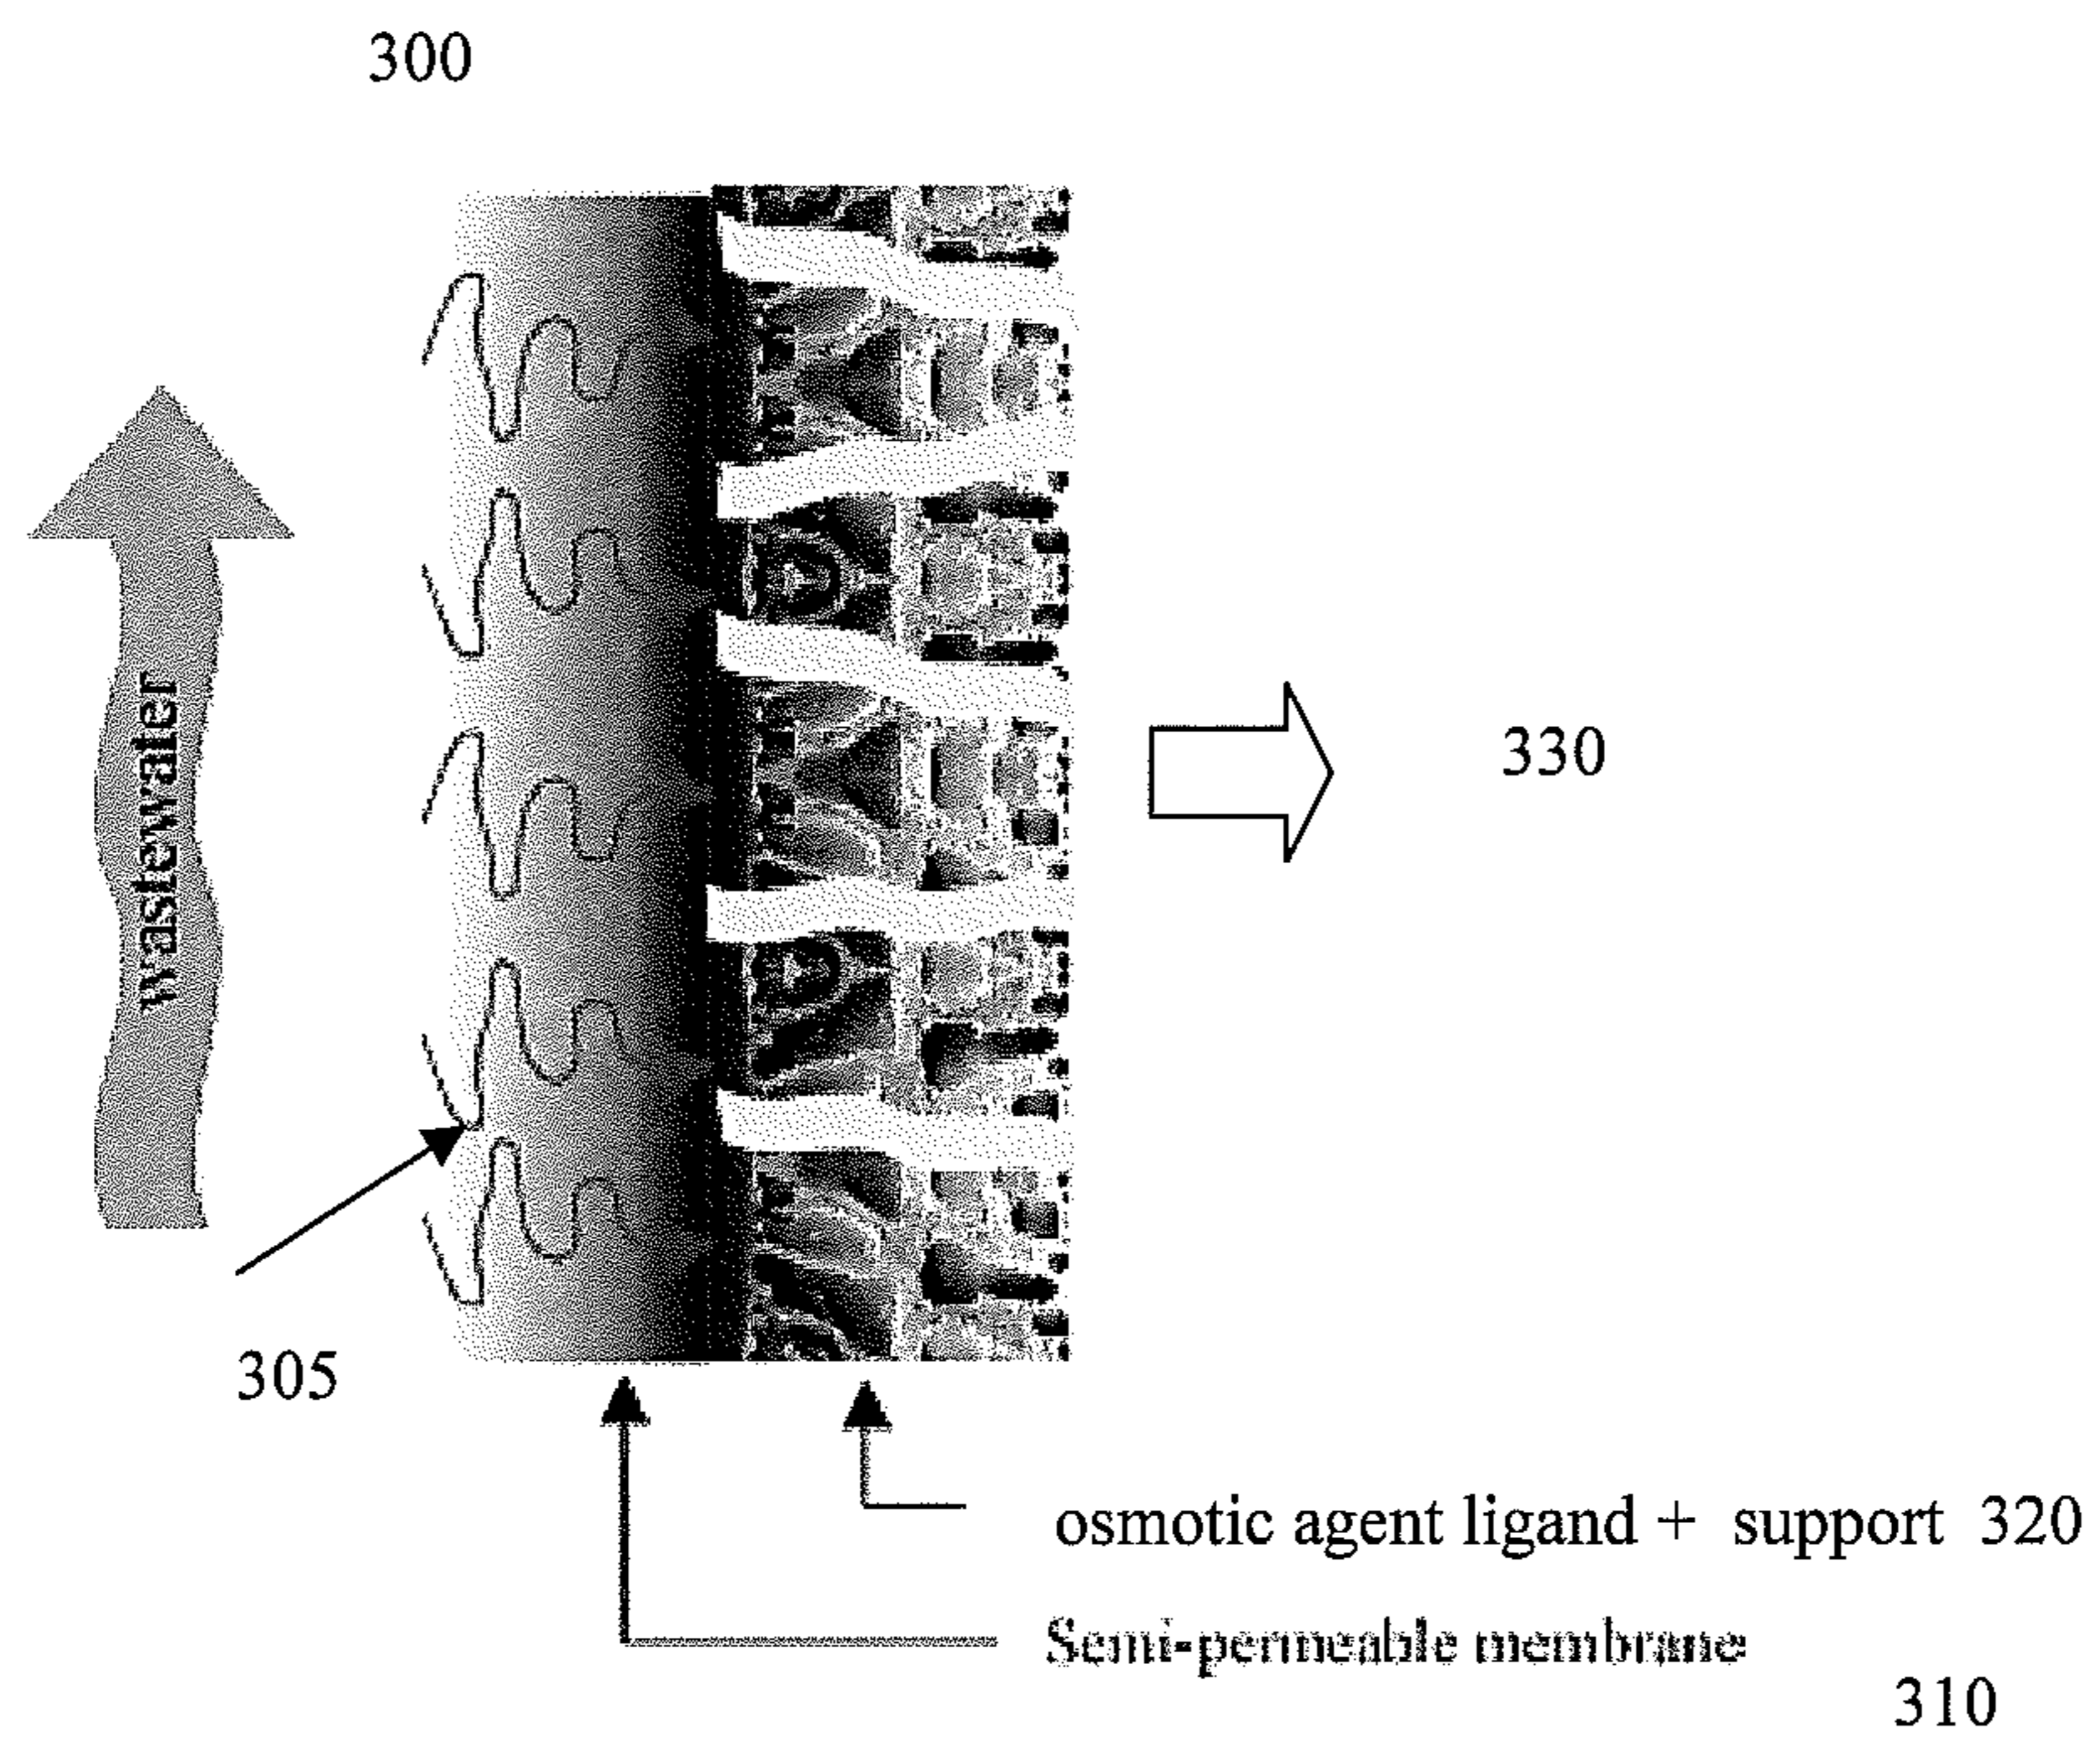 300
wastewater
330
305
osmotic agent ligand + support 320
Semi-permeable membrane
310